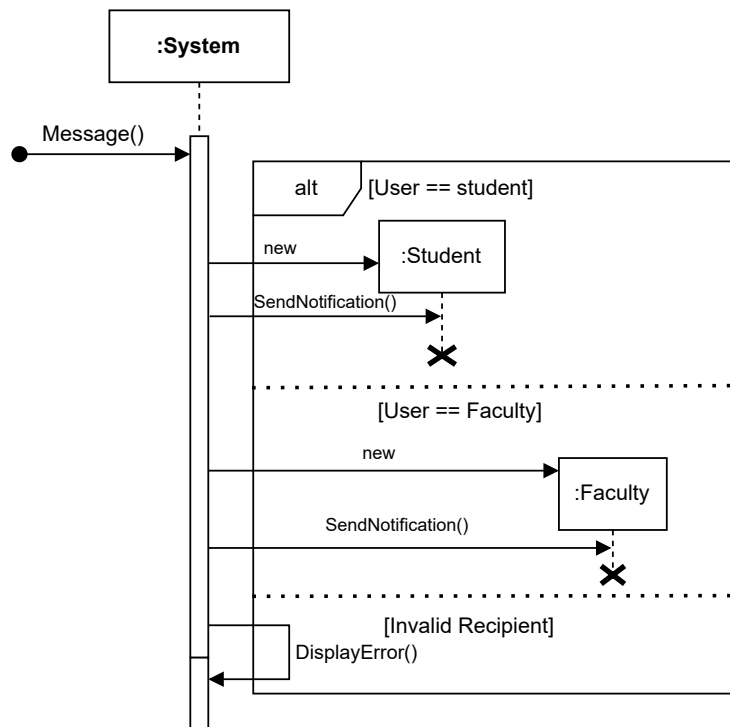 :System
Message()
alt
[User == student]
new
:Student
SendNotification()
[User == Faculty]
new
:Faculty
SendNotification()
[Invalid Recipient]
DisplayError()